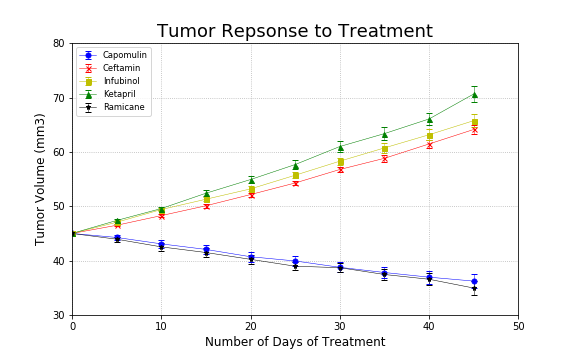 Tumor Repsonse to Treatment
80
70
60
50
40
30
Tumor Volume (mm3)
Capomulin
Ceftamin
Infubinol
Ketapril
Ramicane
0 10 20 30 40 50
Number of Days of Treatment